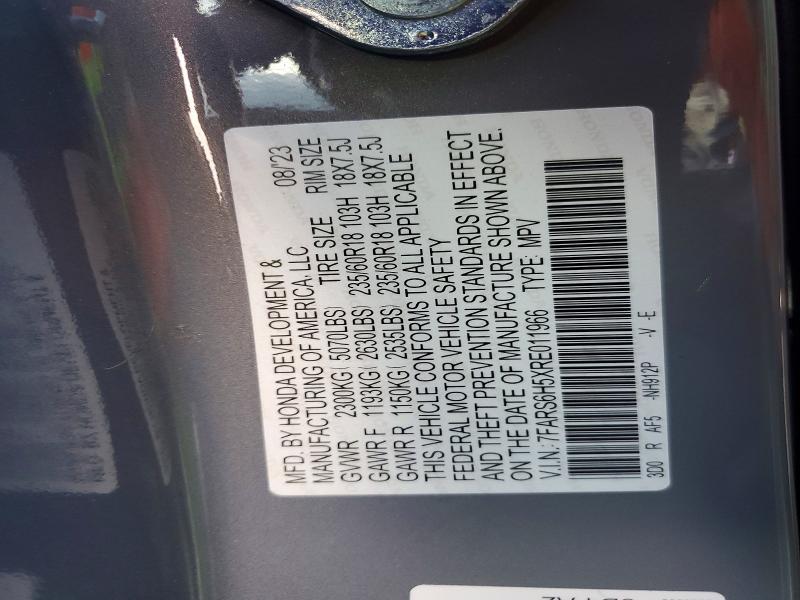 MFD. BY HONDA DEVELOPMENT &
MANUFACTURING OF AMERICA, LLC 08/23
GVWR 2300KG/ 5070LBS) TIRE SIZE RIM SIZE
GAWR F 1193KG/ 2630LBS) 235/60R18 103H 18X7.5J
GAWR R 1150KG/ 2535LBS) 235/60R18 103H 18X7.5J
THIS VEHICLE CONFORMS TO ALL APPLICABLE
FEDERAL MOTOR VEHICLE SAFETY
AND THEFT PREVENTION STANDARDS IN EFFECT
ON THE DATE OF MANUFACTURE SHOWN ABOVE.
V.I.N: 7FARS6H5XRE011966 TYPE: MPV
3D0 R AF5 -NH912P -V -E